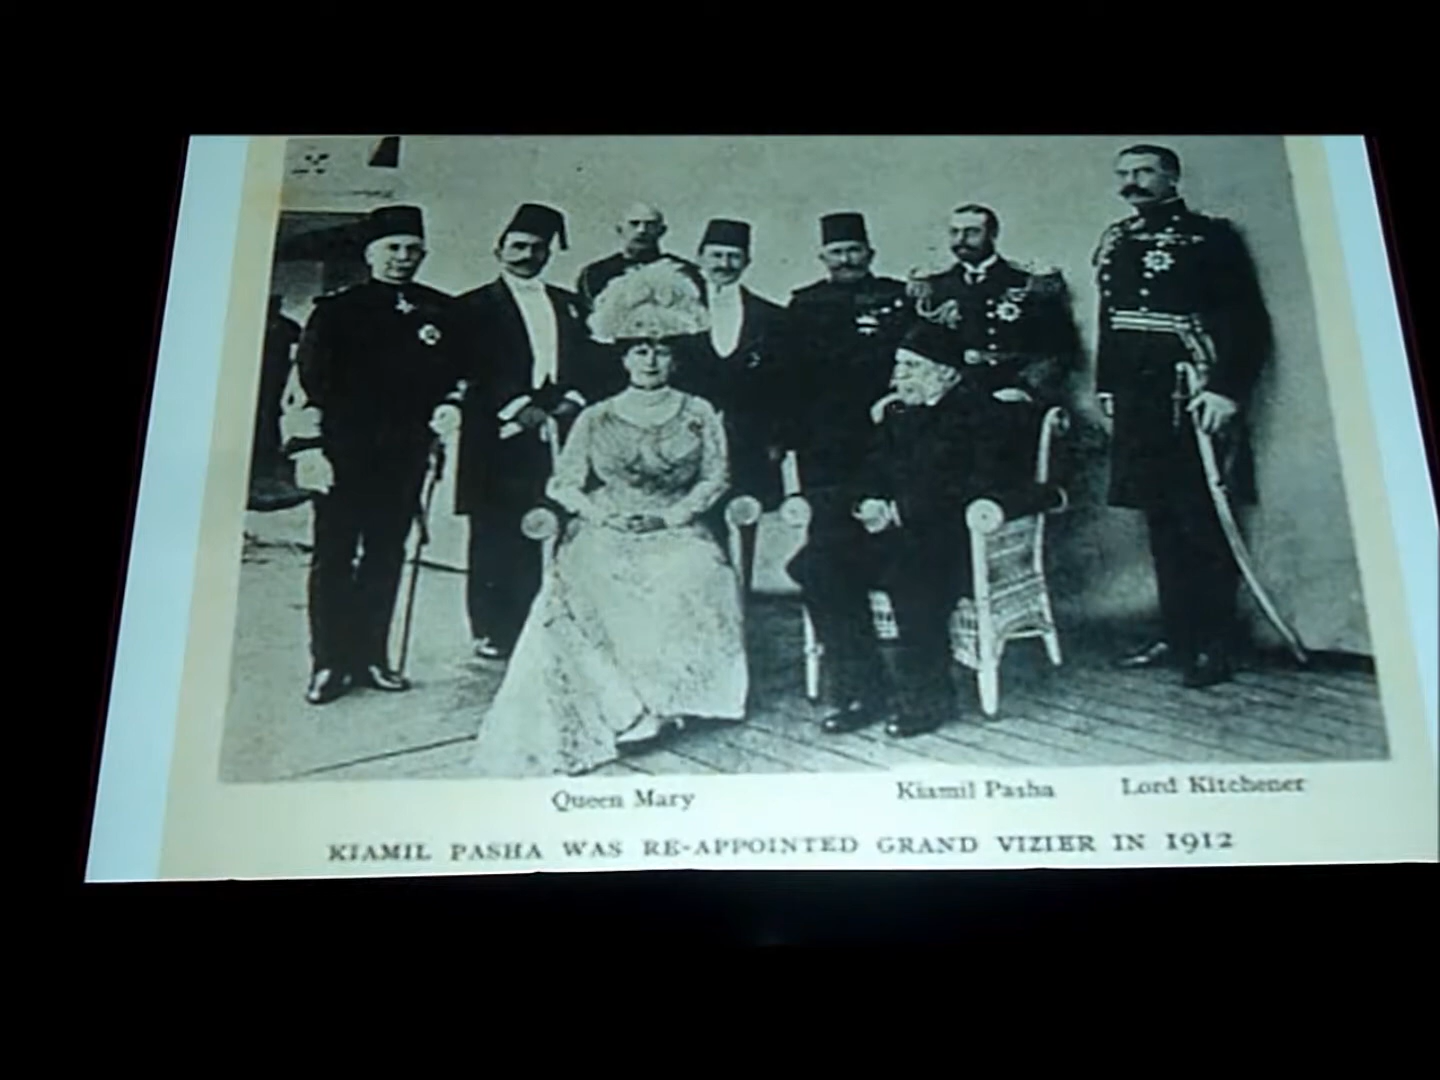 Queen Mary Kiamil Pasha Lord Kitchener
KIAMIL PASHA WAS RE-APPOINTED GRAND VIZIER IN 1912